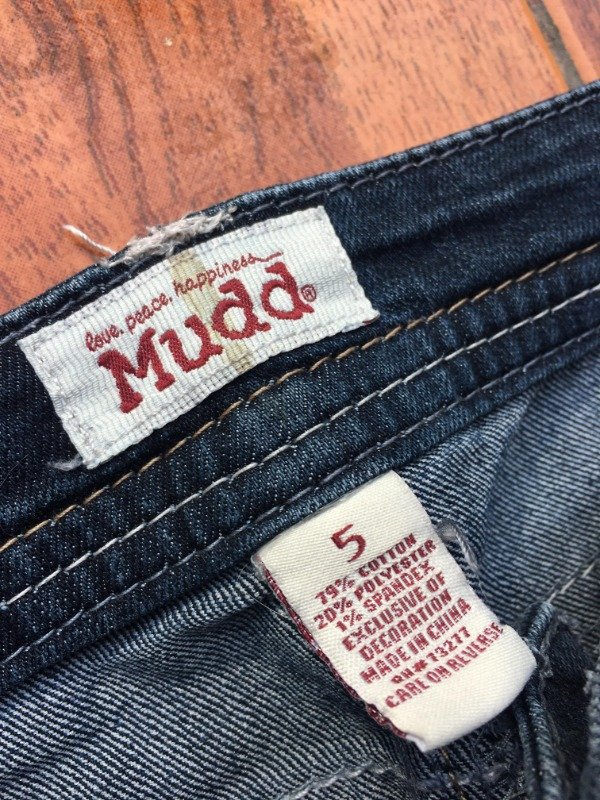 love. peace. happiness
Mudd®
5
79% COTTON
20% POLYESTER
1% SPANDEX
EXCLUSIVE OF
DECORATION
MADE IN CHINA
RN# 73277
CARE ON REVERSE